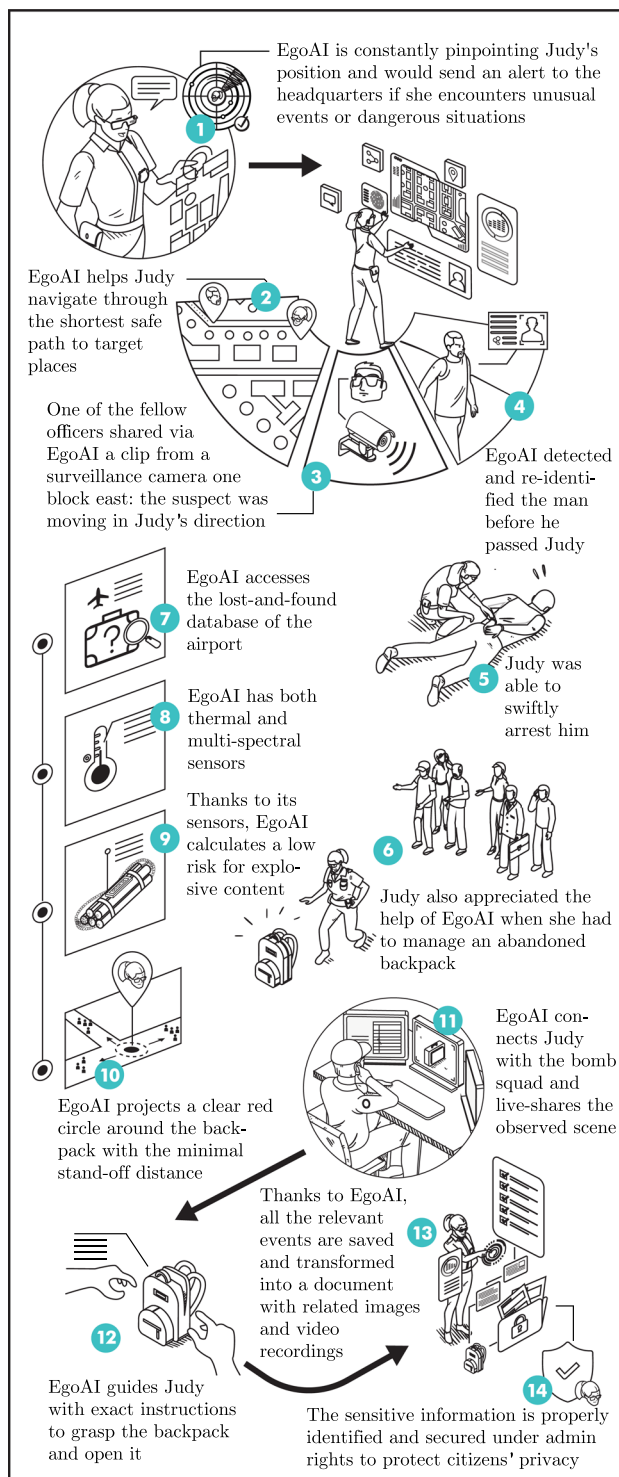 EgoAI is constantly pinpointing Judy's
position and would send an alert to the
headquarters if she encounters unusual
events or dangerous situations
1
EgoAI helps Judy
navigate through
the shortest safe
path to target
places
2
One of the fellow
officers shared via
EgoAI a clip from a
surveillance camera one
block east: the suspect was
moving in Judy's direction
3
4
EgoAI detected
and re-identi-
fied the man
before he
passed Judy
5
Judy was
able to
swiftly
arrest him
EgoAI accesses
the lost-and-found
database of the
airport
7
?
EgoAI has both
thermal and
multi-spectral
sensors
8
Thanks to its
sensors, EgoAI
calculates a low
risk for explo-
sive content
9
6
Judy also appreciated the
help of EgoAI when she had
to manage an abandoned
backpack
10
EgoAI projects a clear red
circle around the back-
pack with the minimal
stand-off distance
11
EgoAI con-
nects Judy
with the bomb
squad and
live-shares the
observed scene
12
EgoAI guides Judy
with exact instructions
to grasp the backpack
and open it
Thanks to EgoAI,
all the relevant
events are saved
and transformed
into a document
with related images
and video
recordings
13
14
The sensitive information is properly
identified and secured under admin
rights to protect citizens' privacy